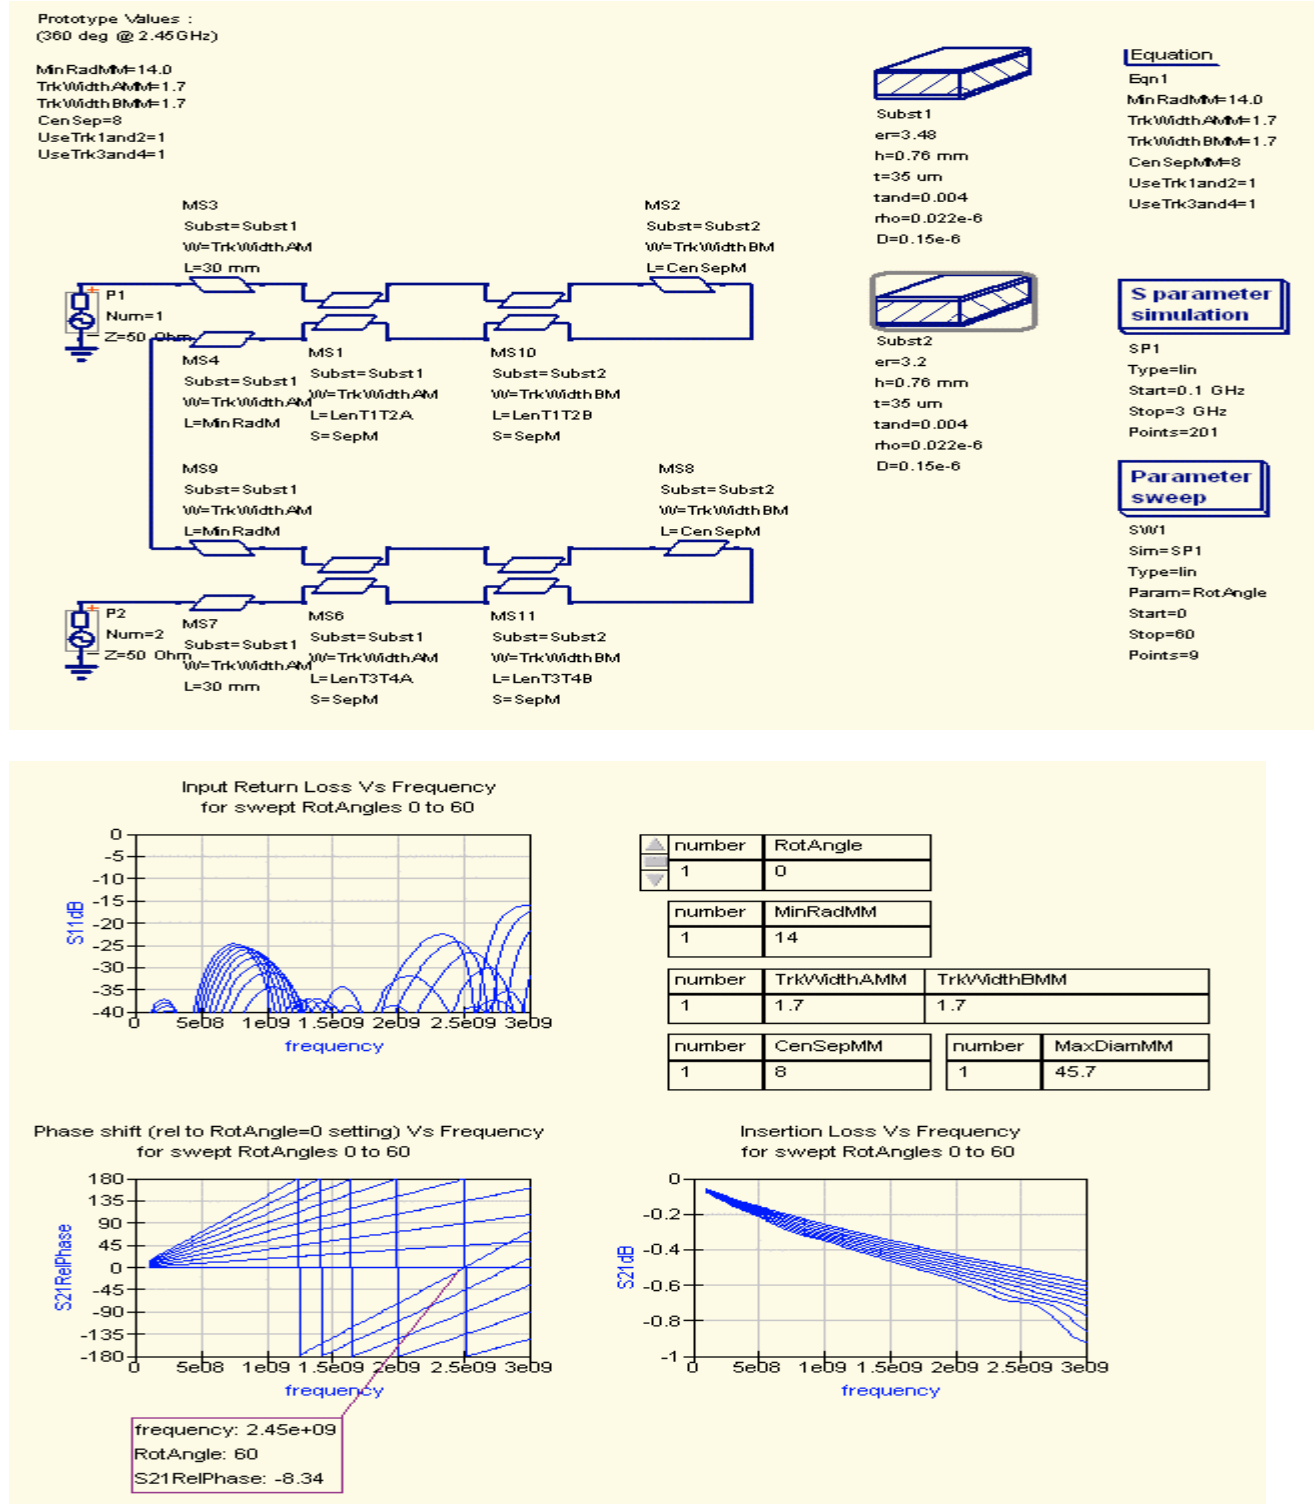 Prototype Values :
(360 deg @ 2.45GHz)
MinRadMM=14.0
TrkWidthAMM=1.7
TrkWidthBMM=1.7
CenSep=8
UseTrk1and2=1
UseTrk3and4=1
MS3
Subst=Subst1
W=TrkWidthAM
L=30 mm
MS2
Subst=Subst2
W=TrkWidthBM
L=CenSepM
P1
Num=1
Z=50 Ohm
MS4
Subst=Subst1
W=TrkWidthAM
L=MinRadM
MS1
Subst=Subst1
W=TrkWidthAM
L=LenT1T2A
S=SepM
MS10
Subst=Subst2
W=TrkWidthBM
L=LenT1T2B
S=SepM
MS9
Subst=Subst1
W=TrkWidthAM
L=MinRadM
MS8
Subst=Subst2
W=TrkWidthBM
L=CenSepM
P2
Num=2
Z=50 Ohm
MS7
Subst=Subst1
W=TrkWidthAM
L=30 mm
MS6
Subst=Subst1
W=TrkWidthAM
L=LenT3T4A
S=SepM
MS11
Subst=Subst2
W=TrkWidthBM
L=LenT3T4B
S=SepM
Subst1
er=3.48
h=0.76 mm
t=35 um
tand=0.004
rho=0.022e-6
D=0.15e-6
Subst2
er=3.2
h=0.76 mm
t=35 um
tand=0.004
rho=0.022e-6
D=0.15e-6
Equation
Eqn1
MinRadMM=14.0
TrkWidthAMM=1.7
TrkWidthBMM=1.7
CenSepMM=8
UseTrk1and2=1
UseTrk3and4=1
S parameter
simulation
SP1
Type=lin
Start=0.1 GHz
Stop=3 GHz
Points=201
Parameter
sweep
SW1
Sim=SP1
Type=lin
Param=RotAngle
Start=0
Stop=60
Points=9
Input Return Loss Vs Frequency
for swept RotAngles 0 to 60
0
-5
-10
-15
-20
-25
-30
-35
-40
S11dB
0 5e08 1e09 1.5e09 2e09 2.5e09 3e09
frequency
number RotAngle
1 0
number MinRadMM
1 14
number TrkWidthAMM TrkWidthBMM
1 1.7 1.7
number CenSepMM
1 8
number MaxDiamMM
1 45.7
Phase shift (rel to RotAngle=0 setting) Vs Frequency
for swept RotAngles 0 to 60
180
135
90
45
0
-45
-90
-135
-180
S21RelPhase
0 5e08 1e09 1.5e09 2e09 2.5e09 3e09
frequency
frequency: 2.45e+09
RotAngle: 60
S21RelPhase: -8.34
Insertion Loss Vs Frequency
for swept RotAngles 0 to 60
0
-0.2
-0.4
-0.6
-0.8
-1
S21dB
0 5e08 1e09 1.5e09 2e09 2.5e09 3e09
frequency